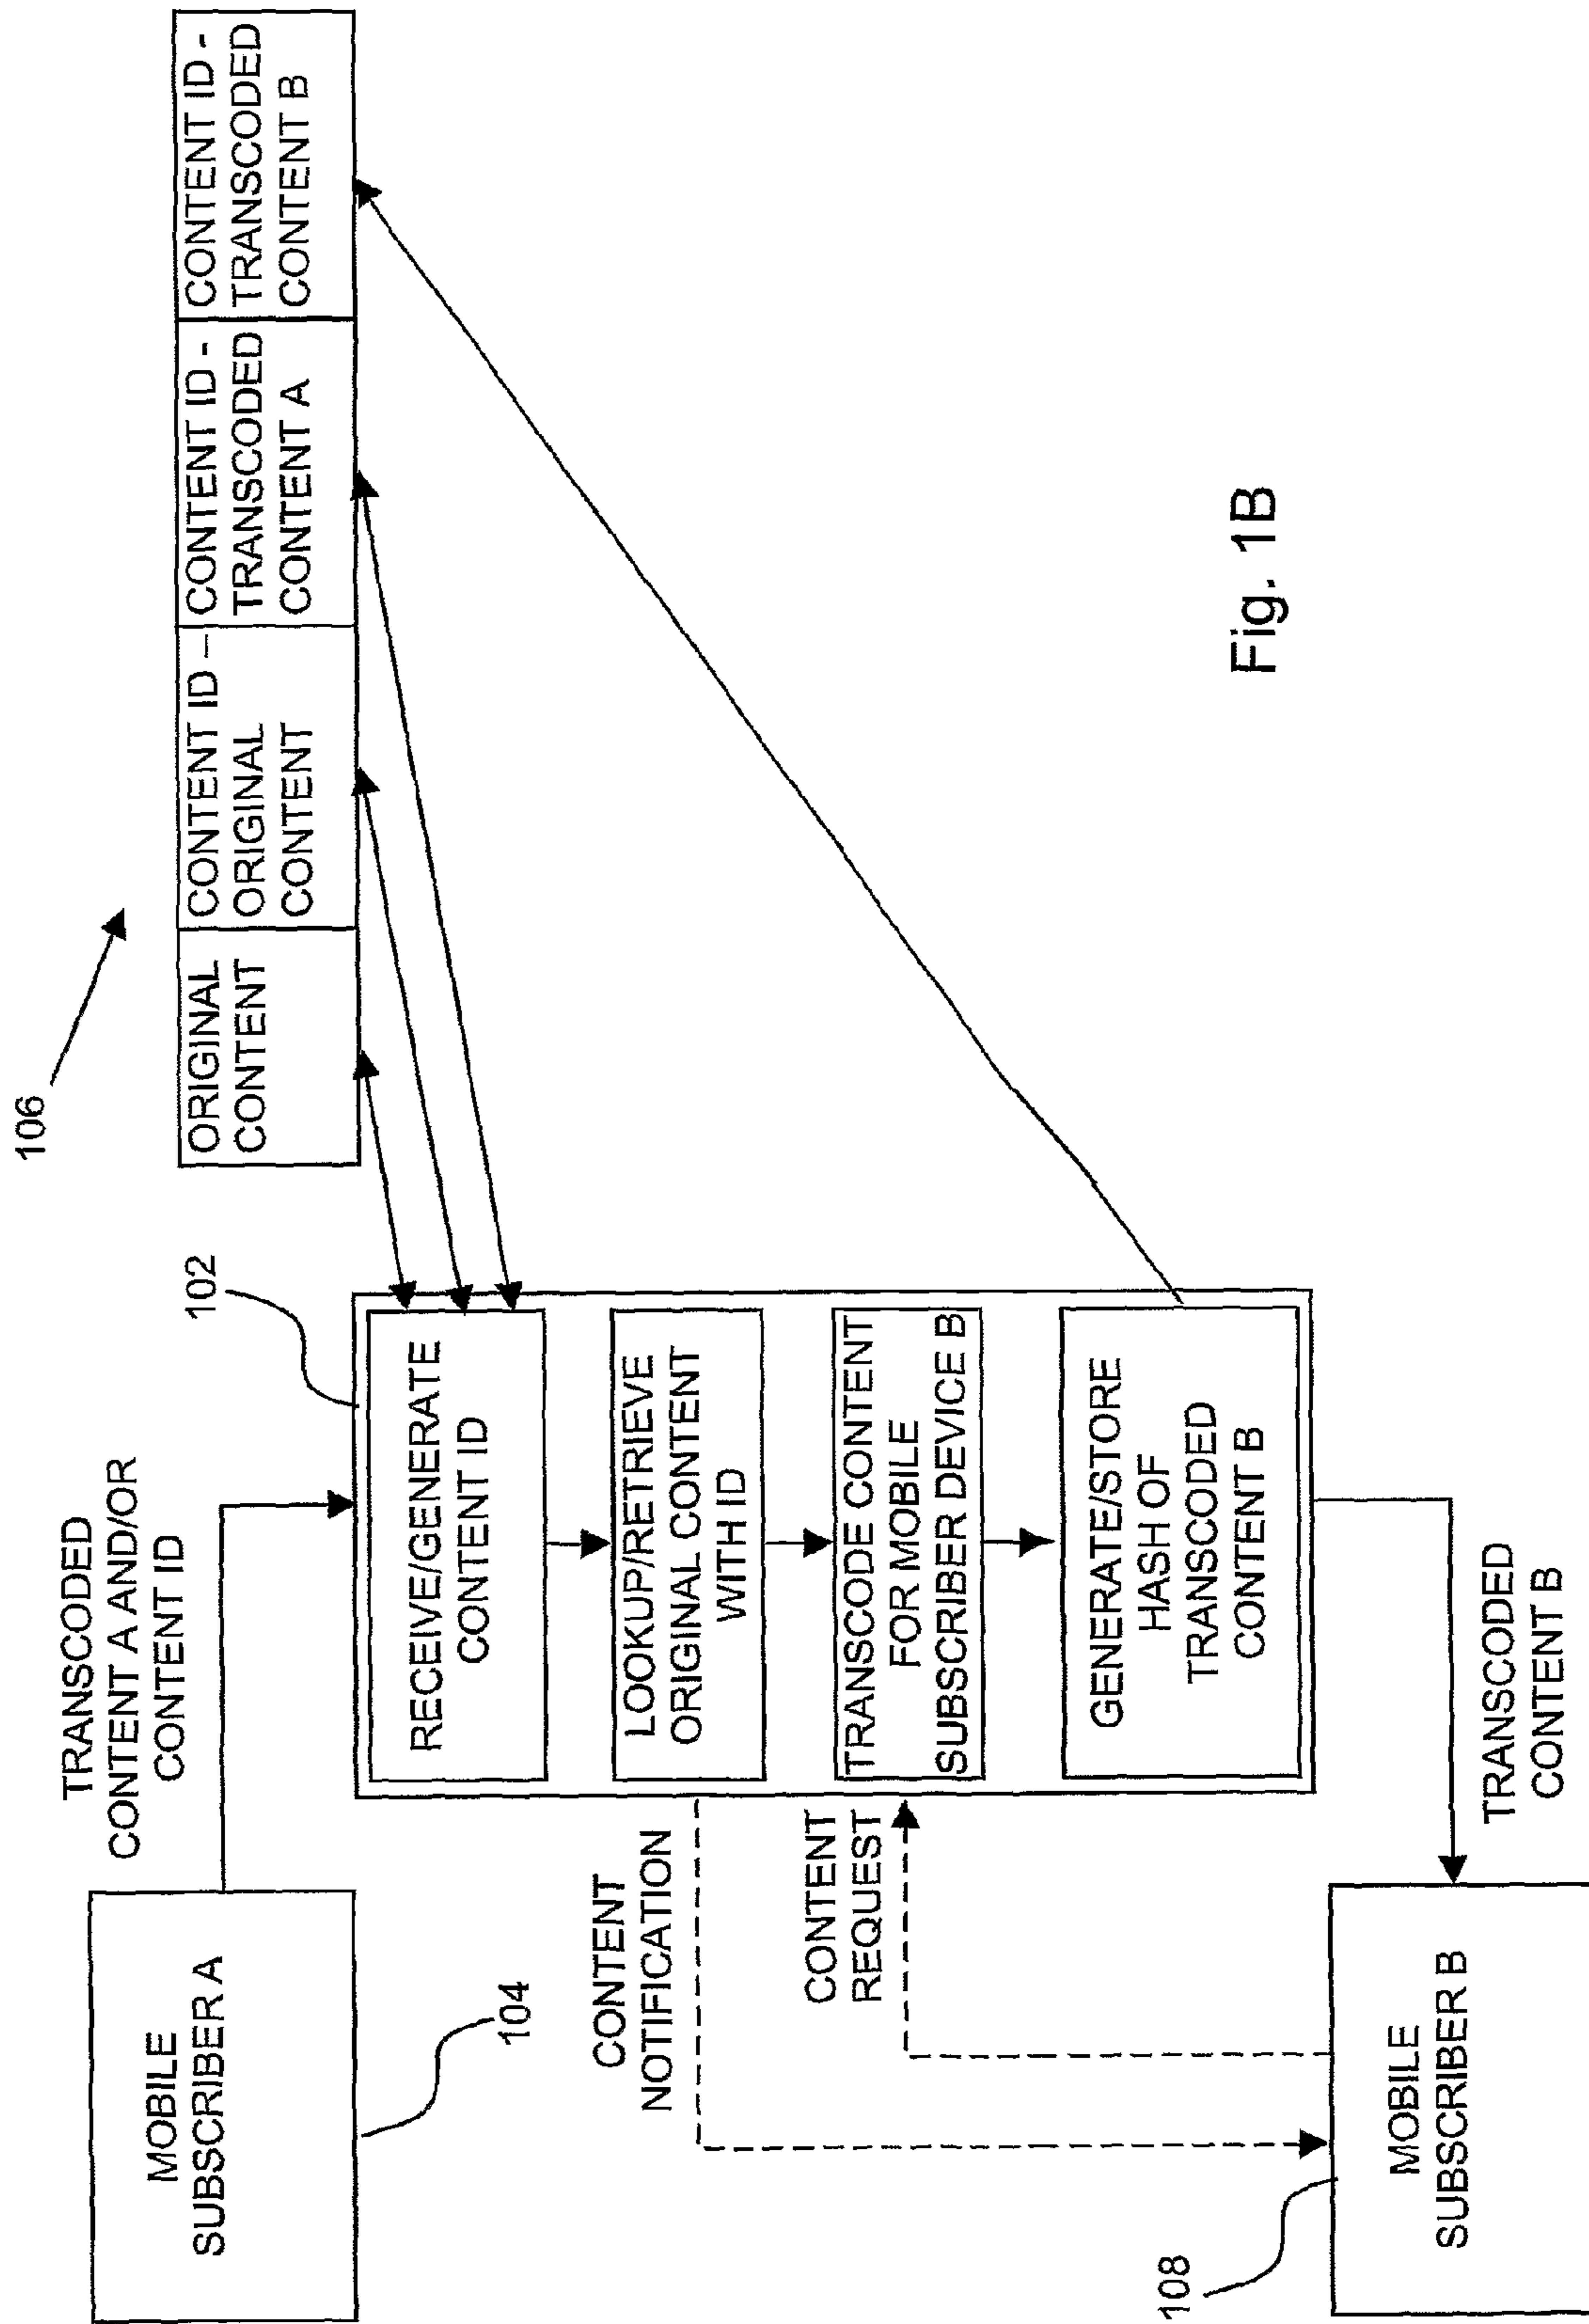 106
ORIGINAL
CONTENT
CONTENT ID –
ORIGINAL
CONTENT
CONTENT ID -
TRANSCODED
CONTENT A
CONTENT ID -
TRANSCODED
CONTENT B
MOBILE
SUBSCRIBER A
104
TRANSCODED
CONTENT A AND/OR
CONTENT ID
102
RECEIVE/GENERATE
CONTENT ID
LOOKUP/RETRIEVE
ORIGINAL CONTENT
WITH ID
TRANSCODE CONTENT
FOR MOBILE
SUBSCRIBER DEVICE B
GENERATE/STORE
HASH OF
TRANSCODED
CONTENT B
CONTENT
NOTIFICATION
CONTENT
REQUEST
108
MOBILE
SUBSCRIBER B
TRANSCODED
CONTENT B
Fig. 1B